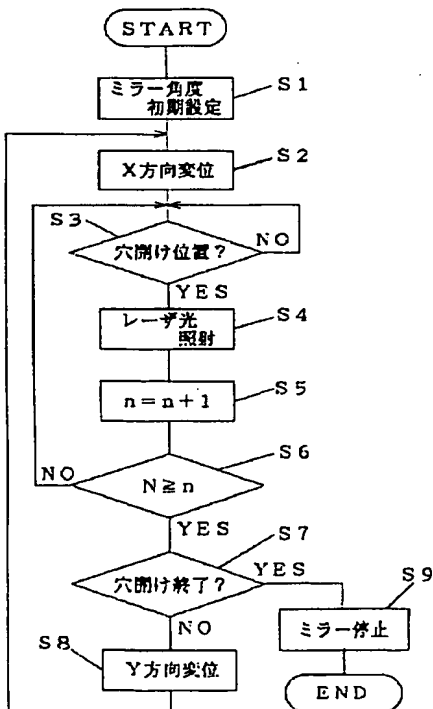 START
ミラー角度
初期設定
S1
S2
X方向変位
S3
穴開け位置?
NO
YES
レーザ光
照射
S4
S5
n=n+1
S6
NO
N≧n
YES
S7
穴開け終了?
YES
S9
NO
ミラー停止
S8
Y方向変位
END